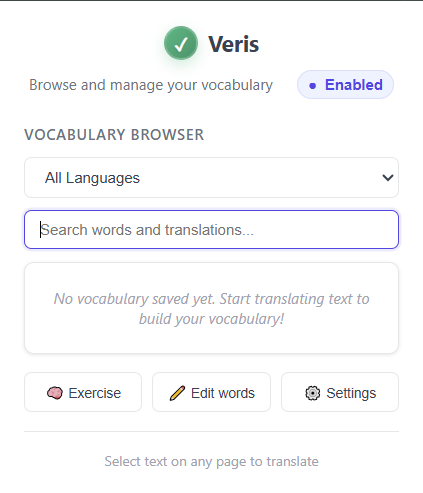 Veris
Browse and manage your vocabulary
Enabled
VOCABULARY BROWSER
All Languages
Search words and translations...
No vocabulary saved yet. Start translating text to
build your vocabulary!
Exercise
Edit words
Settings
Select text on any page to translate